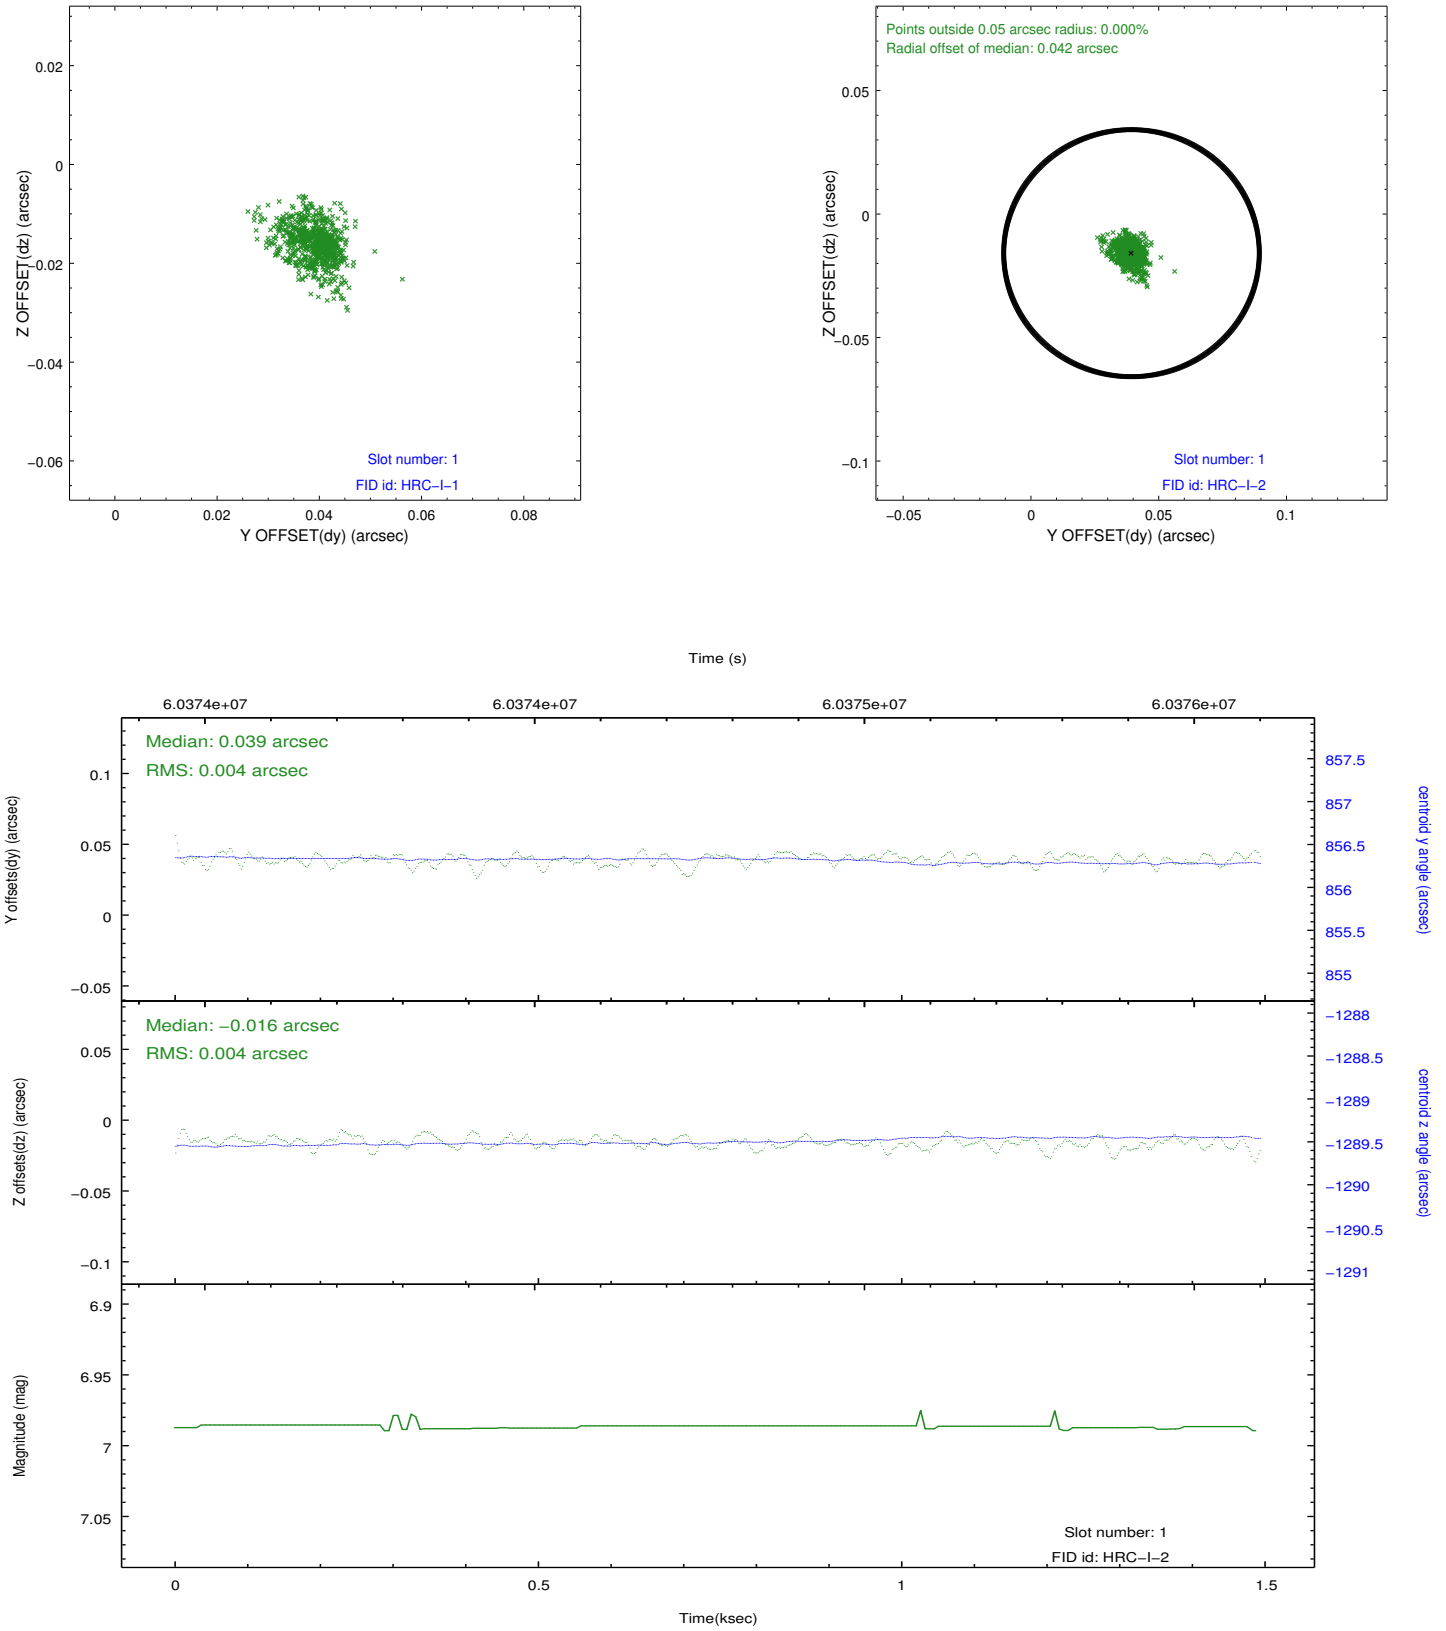 0.02
0
−0.02
−0.04
−0.06
Z OFFSET(dz) (arcsec)
Slot number: 1
FID id: HRC−I−1
0 0.02 0.04 0.06 0.08
Y OFFSET(dy) (arcsec)
Points outside 0.05 arcsec radius: 0.000%
Radial offset of median: 0.042 arcsec
0.05
0
−0.05
−0.1
Z OFFSET(dz) (arcsec)
Slot number: 1
FID id: HRC−I−2
−0.05 0 0.05 0.1
Y OFFSET(dy) (arcsec)
Time (s)
6.0374e+07 6.0374e+07 6.0375e+07 6.0376e+07
Median: 0.039 arcsec
RMS: 0.004 arcsec
0.1
0.05
0
−0.05
Y offsets(dy) (arcsec)
857.5
857
856.5
856
855.5
855
centroid y angle (arcsec)
Median: −0.016 arcsec
RMS: 0.004 arcsec
0.05
0
−0.05
−0.1
Z offsets(dz) (arcsec)
−1288
−1288.5
−1289
−1289.5
−1290
−1290.5
−1291
centroid z angle (arcsec)
6.9
6.95
7
7.05
Magnitude (mag)
Slot number: 1
FID id: HRC−I−2
0 0.5 1 1.5
Time(ksec)